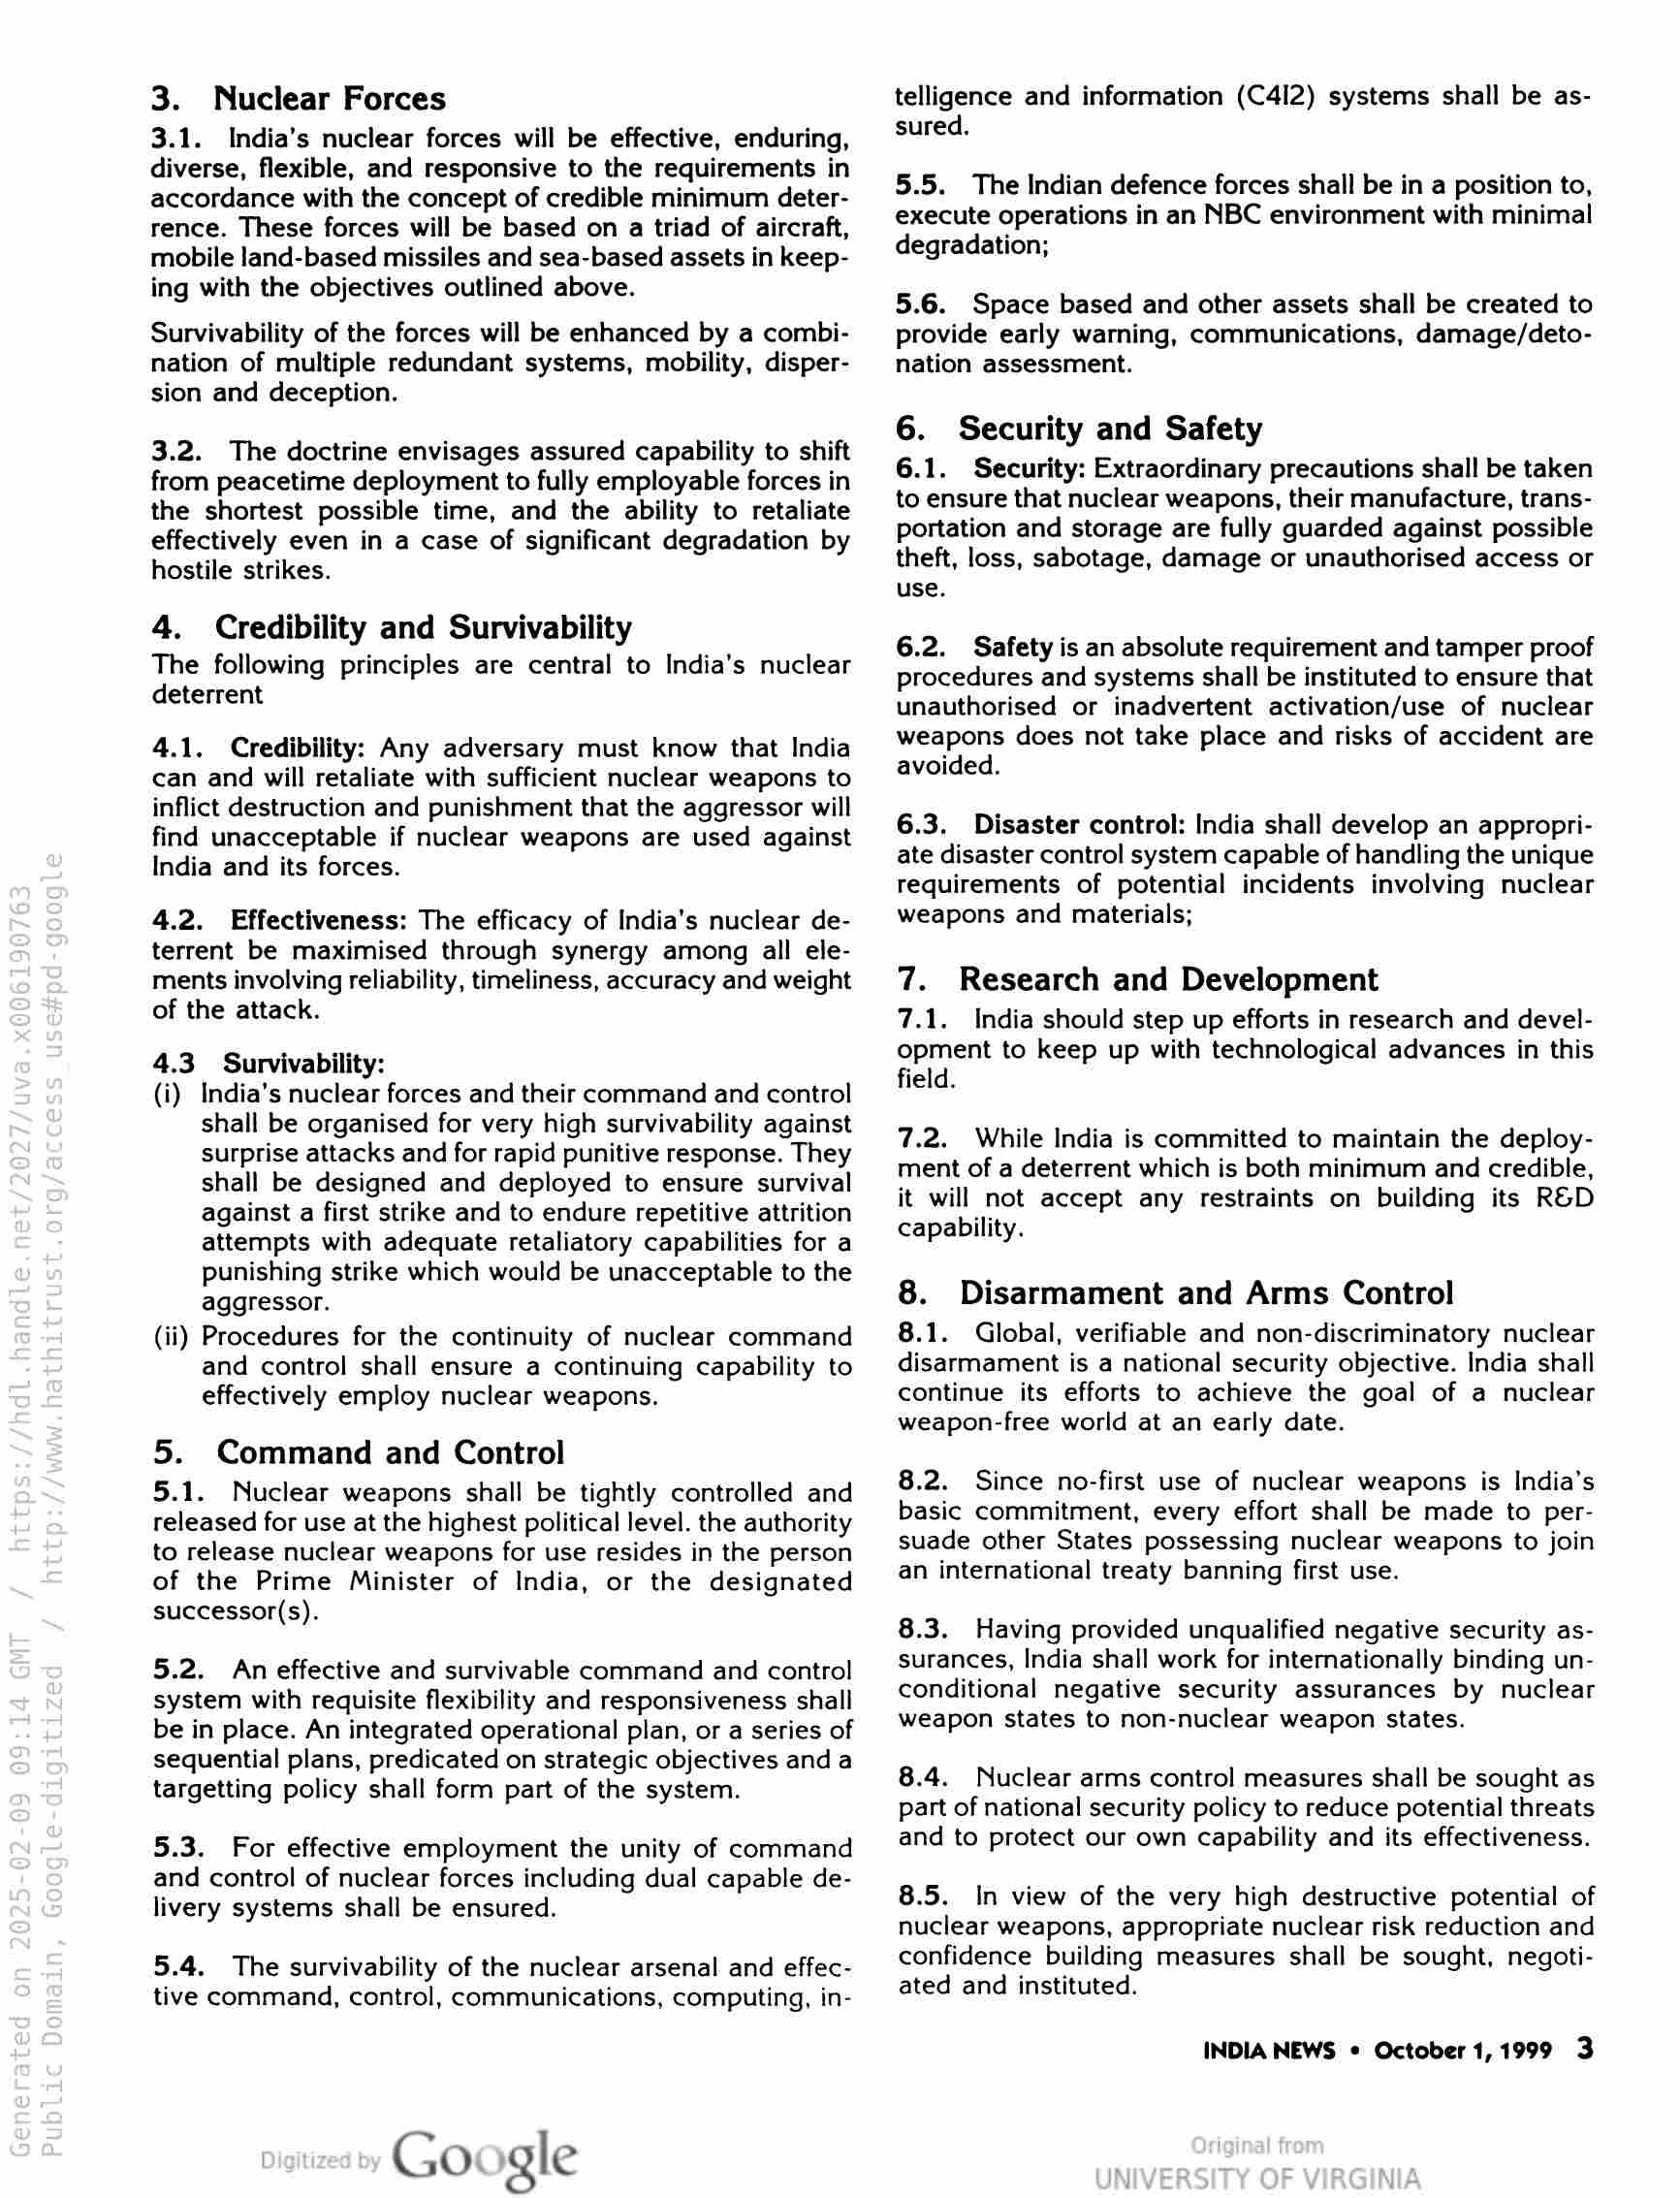 3. Nuclear Forces
3.1. India's nuclear forces will be effective, enduring,
diverse, flexible, and responsive to the requirements in
accordance with the concept of credible minimum deter-
rence. These forces will be based on a triad of aircraft,
mobile land-based missiles and sea-based assets in keep-
ing with the objectives outlined above.
Survivability of the forces will be enhanced by a combi-
nation of multiple redundant systems, mobility, disper-
sion and deception.
3.2. The doctrine envisages assured capability to shift
from peacetime deployment to fully employable forces in
the shortest possible time, and the ability to retaliate
effectively even in a case of significant degradation by
hostile strikes.
4. Credibility and Survivability
The following principles are central to India's nuclear
deterrent
4.1. Credibility: Any adversary must know that India
can and will retaliate with sufficient nuclear weapons to
inflict destruction and punishment that the aggressor will
find unacceptable if nuclear weapons are used against
India and its forces.
4.2. Effectiveness: The efficacy of India's nuclear de-
terrent be maximised through synergy among all ele-
ments involving reliability, timeliness, accuracy and weight
of the attack.
4.3 Survivability:
(i) India's nuclear forces and their command and control
shall be organised for very high survivability against
surprise attacks and for rapid punitive response. They
shall be designed and deployed to ensure survival
against a first strike and to endure repetitive attrition
attempts with adequate retaliatory capabilities for a
punishing strike which would be unacceptable to the
aggressor.
(ii) Procedures for the continuity of nuclear command
and control shall ensure a continuing capability to
effectively employ nuclear weapons.
5. Command and Control
5.1. Nuclear weapons shall be tightly controlled and
released for use at the highest political level. the authority
to release nuclear weapons for use resides in the person
of the Prime Minister of India, or the designated
successor(s).
5.2. An effective and survivable command and control
system with requisite flexibility and responsiveness shall
be in place. An integrated operational plan, or a series of
sequential plans, predicated on strategic objectives and a
targetting policy shall form part of the system.
5.3. For effective employment the unity of command
and control of nuclear forces including dual capable de-
livery systems shall be ensured.
5.4. The survivability of the nuclear arsenal and effec-
tive command, control, communications, computing, in-
telligence and information (C4I2) systems shall be as-
sured.
5.5. The Indian defence forces shall be in a position to,
execute operations in an NBC environment with minimal
degradation;
5.6. Space based and other assets shall be created to
provide early warning, communications, damage/deto-
nation assessment.
6. Security and Safety
6.1. Security: Extraordinary precautions shall be taken
to ensure that nuclear weapons, their manufacture, trans-
portation and storage are fully guarded against possible
theft, loss, sabotage, damage or unauthorised access or
use.
6.2. Safety is an absolute requirement and tamper proof
procedures and systems shall be instituted to ensure that
unauthorised or inadvertent activation/use of nuclear
weapons does not take place and risks of accident are
avoided.
6.3. Disaster control: India shall develop an appropri-
ate disaster control system capable of handling the unique
requirements of potential incidents involving nuclear
weapons and materials;
7. Research and Development
7.1. India should step up efforts in research and devel-
opment to keep up with technological advances in this
field.
7.2. While India is committed to maintain the deploy-
ment of a deterrent which is both minimum and credible,
it will not accept any restraints on building its R&D
capability.
8. Disarmament and Arms Control
8.1. Global, verifiable and non-discriminatory nuclear
disarmament is a national security objective. India shall
continue its efforts to achieve the goal of a nuclear
weapon-free world at an early date.
8.2. Since no-first use of nuclear weapons is India's
basic commitment, every effort shall be made to per-
suade other States possessing nuclear weapons to join
an international treaty banning first use.
8.3. Having provided unqualified negative security as-
surances, India shall work for internationally binding un-
conditional negative security assurances by nuclear
weapon states to non-nuclear weapon states.
8.4. Nuclear arms control measures shall be sought as
part of national security policy to reduce potential threats
and to protect our own capability and its effectiveness.
8.5. In view of the very high destructive potential of
nuclear weapons, appropriate nuclear risk reduction and
confidence building measures shall be sought, negoti-
ated and instituted.
INDIA NEWS • October 1, 1999 3
Generated on 2025-02-09 09:14 GMT / https://hdl.handle.net/2027/uva.x006190763
Public Domain, Google-digitized / http://www.hathitrust.org/access_use#pd-google
Digitized by Google
Original from
UNIVERSITY OF VIRGINIA